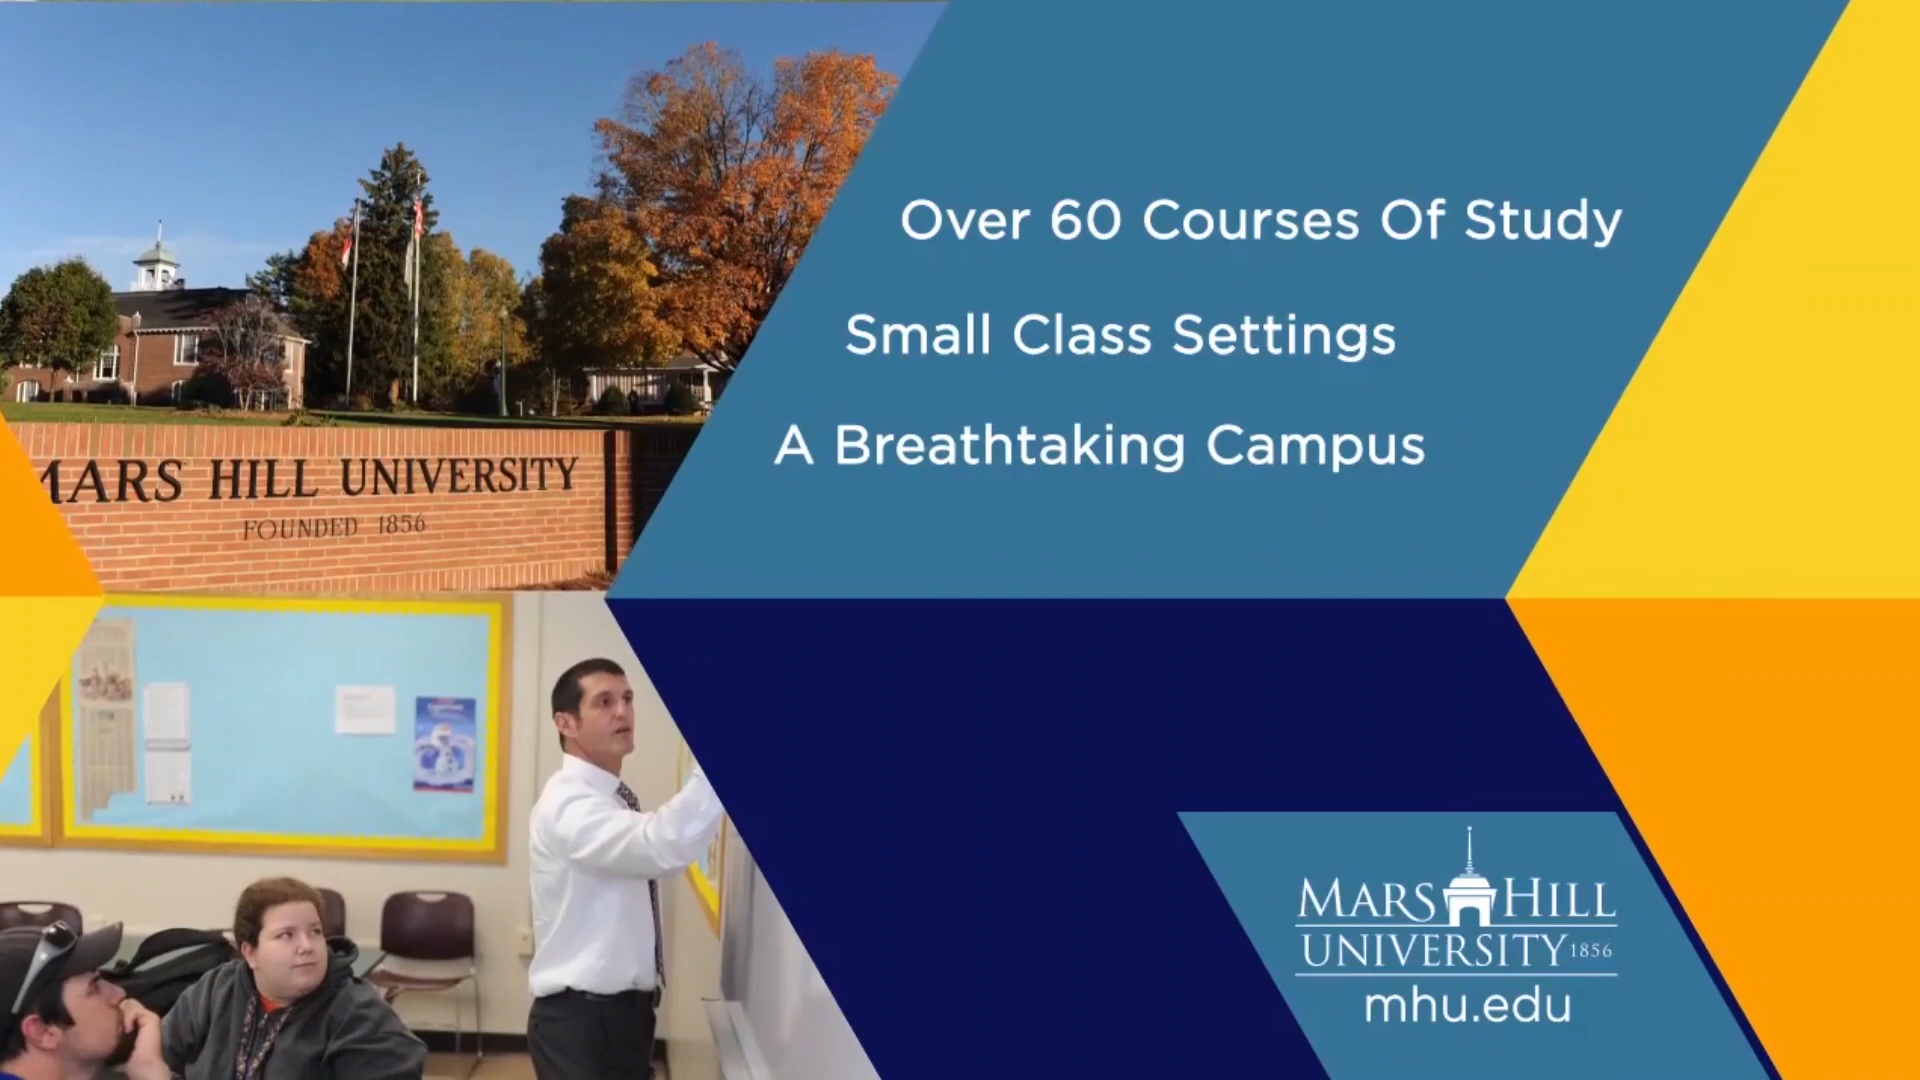 Over 60 Courses Of Study
Small Class Settings
A Breathtaking Campus
MARS HILL UNIVERSITY
FOUNDED 1856
MARS HILL
UNIVERSITY 1856
mhu.edu